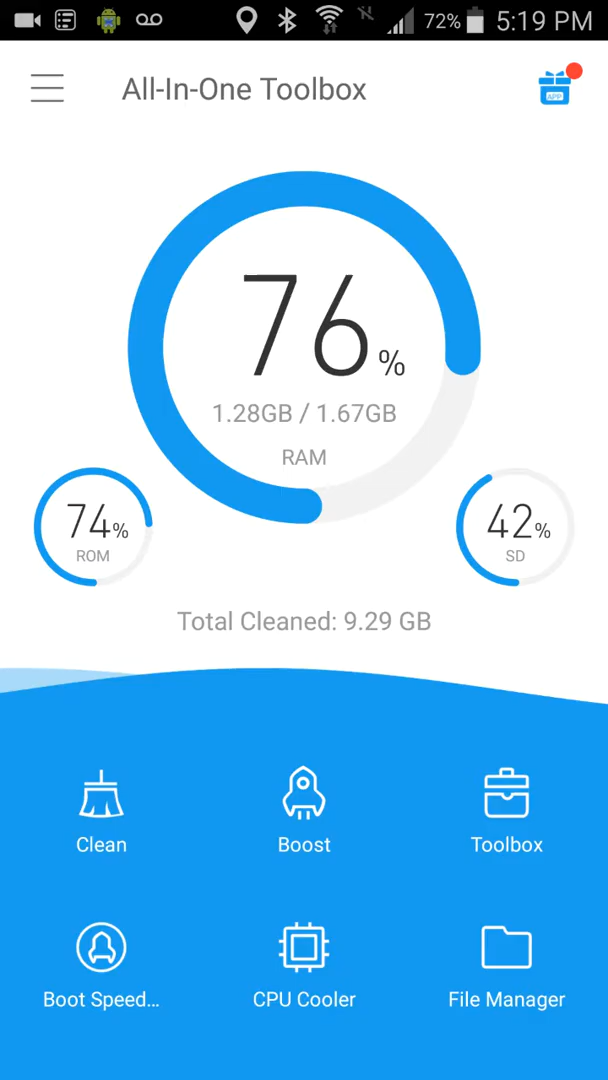 72% 5:19 PM
All-In-One Toolbox
APP
76%
1.28GB / 1.67GB
RAM
74%
ROM
42%
SD
Total Cleaned: 9.29 GB
Clean
Boost
Toolbox
Boot Speed...
CPU Cooler
File Manager